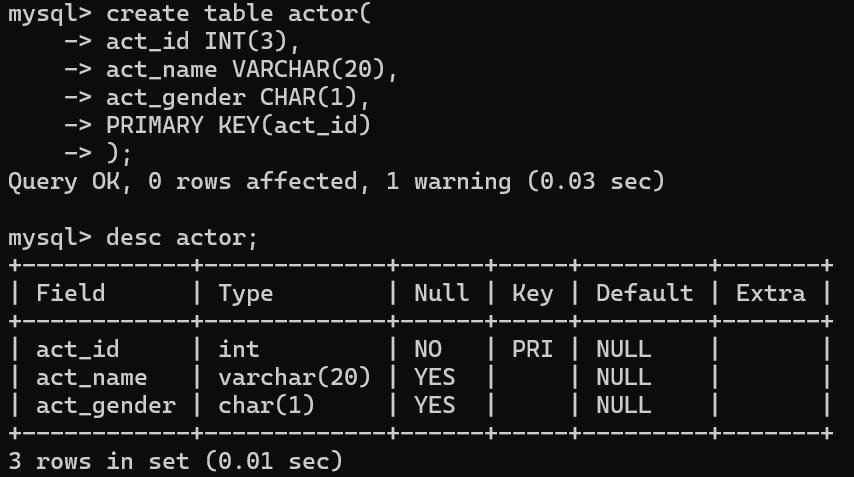 mysql> create table actor(
    -> act_id INT(3),
    -> act_name VARCHAR(20),
    -> act_gender CHAR(1),
    -> PRIMARY KEY(act_id)
    -> );
Query OK, 0 rows affected, 1 warning (0.03 sec)

mysql> desc actor;
+------------+-------------+------+-----+---------+-------+
| Field      | Type        | Null | Key | Default | Extra |
+------------+-------------+------+-----+---------+-------+
| act_id     | int         | NO   | PRI | NULL    |       |
| act_name   | varchar(20) | YES  |     | NULL    |       |
| act_gender | char(1)     | YES  |     | NULL    |       |
+------------+-------------+------+-----+---------+-------+
3 rows in set (0.01 sec)